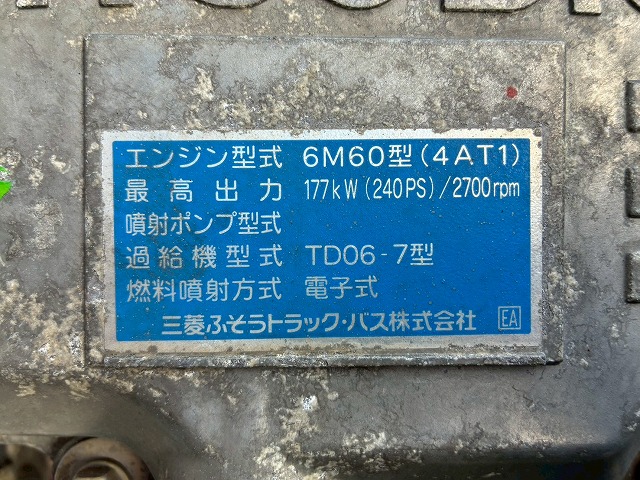 エンジン型式 6M60型(4AT1)
最高出力 177kW(240PS)/2700rpm
噴射ポンプ型式
過給機型式 TD06-7型
燃料噴射方式 電子式
三菱ふそうトラック・バス株式会社 EA